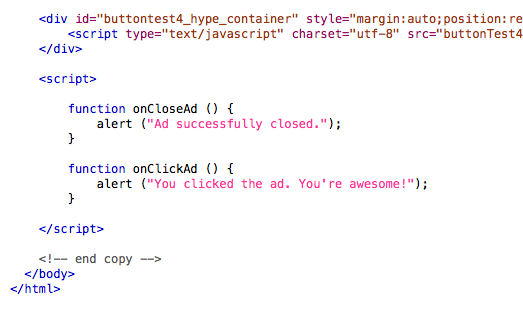 <div id="buttontest4_hype_container" style="margin:auto;position:re
<script type="text/javascript" charset="utf-8" src="buttonTest4
</div>
<script>
function onCloseAd () {
alert ("Ad successfully closed.");
}
function onClickAd () {
alert ("You clicked the ad. You're awesome!");
}
</script>
<!-- end copy -->
</body>
</html>